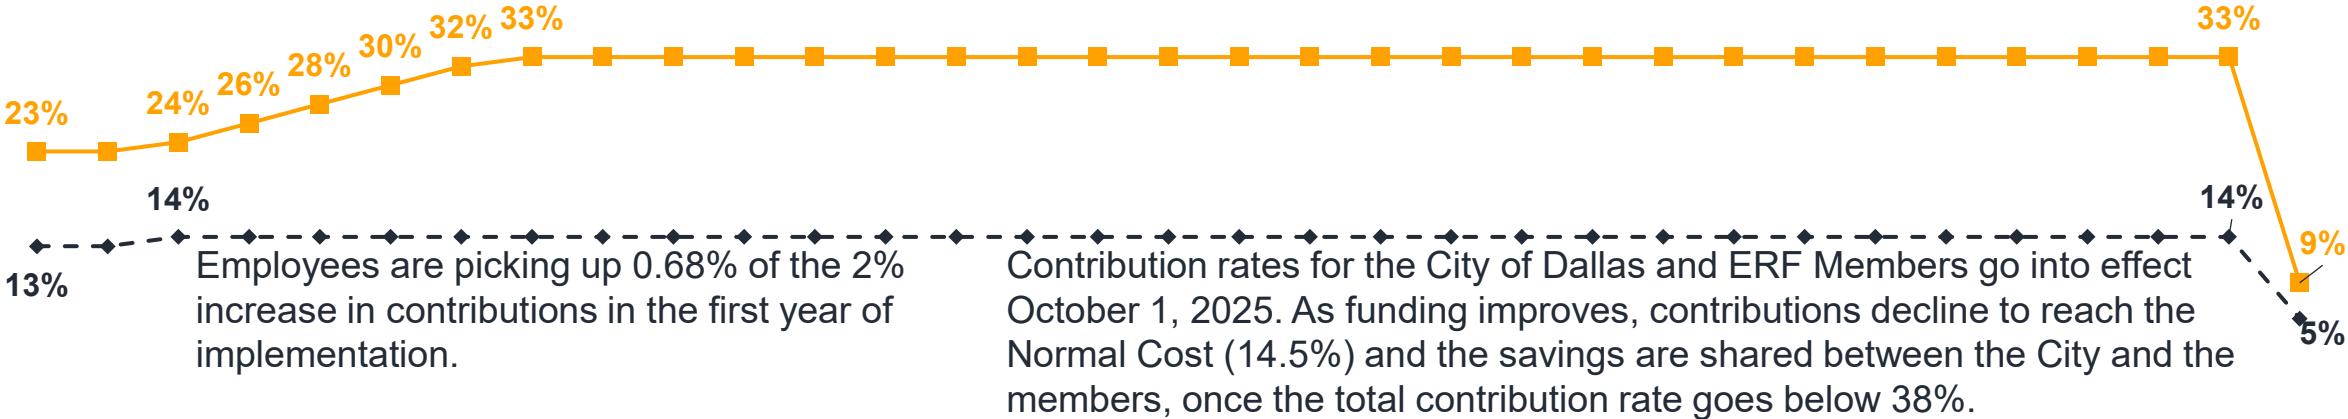 23%
24%
26%
28%
30%
32%
33%
33%
9%
13%
14%
14%
5%
Employees are picking up 0.68% of the 2%
increase in contributions in the first year of
implementation.
Contribution rates for the City of Dallas and ERF Members go into effect
October 1, 2025. As funding improves, contributions decline to reach the
Normal Cost (14.5%) and the savings are shared between the City and the
members, once the total contribution rate goes below 38%.